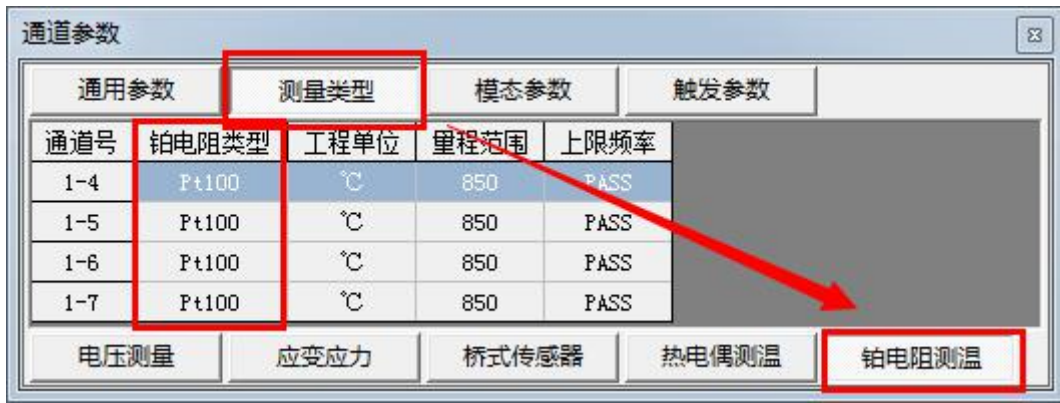 通道参数
通用参数 测量类型 模态参数 触发参数
通道号 铂电阻类型 工程单位 量程范围 上限频率
1-4 Pt100 ℃ 850 PASS
1-5 Pt100 ℃ 850 PASS
1-6 Pt100 ℃ 850 PASS
1-7 Pt100 ℃ 850 PASS
电压测量 应变应力 桥式传感器 热电偶测温 铂电阻测温